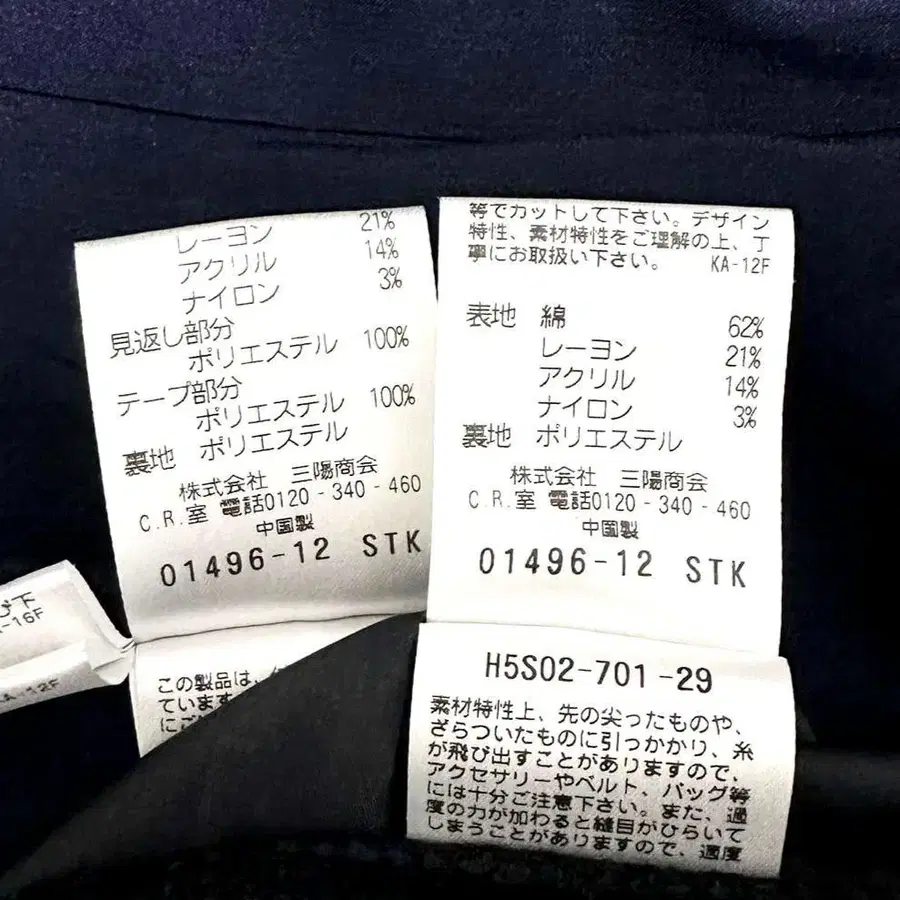 レーヨン 21%
アクリル 14%
ナイロン 3%
見返し部分
ポリエステル 100%
テープ部分
ポリエステル 100%
裏地 ポリエステル
株式会社 三陽商会
C.R.室 電話0120-340-460
中国製
01496-12 STK
等でカットして下さい。デザイン
特性、素材特性をご理解の上、丁
寧にお取扱い下さい。 KA-12F
表地 綿 62%
レーヨン 21%
アクリル 14%
ナイロン 3%
裏地 ポリエステル
株式会社 三陽商会
C.R.室 電話0120-340-460
中国製
01496-12 STK
び下
-16F
KA-12F
この製品は、
ています
にご
H5S02-701-29
素材特性上、先の尖ったものや、
ざらついたものに引っかかり、糸
が飛び出すことがありますので、
アクセサリーやベルト、バッグ等
には十分ご注意下さい。また、過
度の力が加わると縫目がひらいて
しまうことがありますので、適度